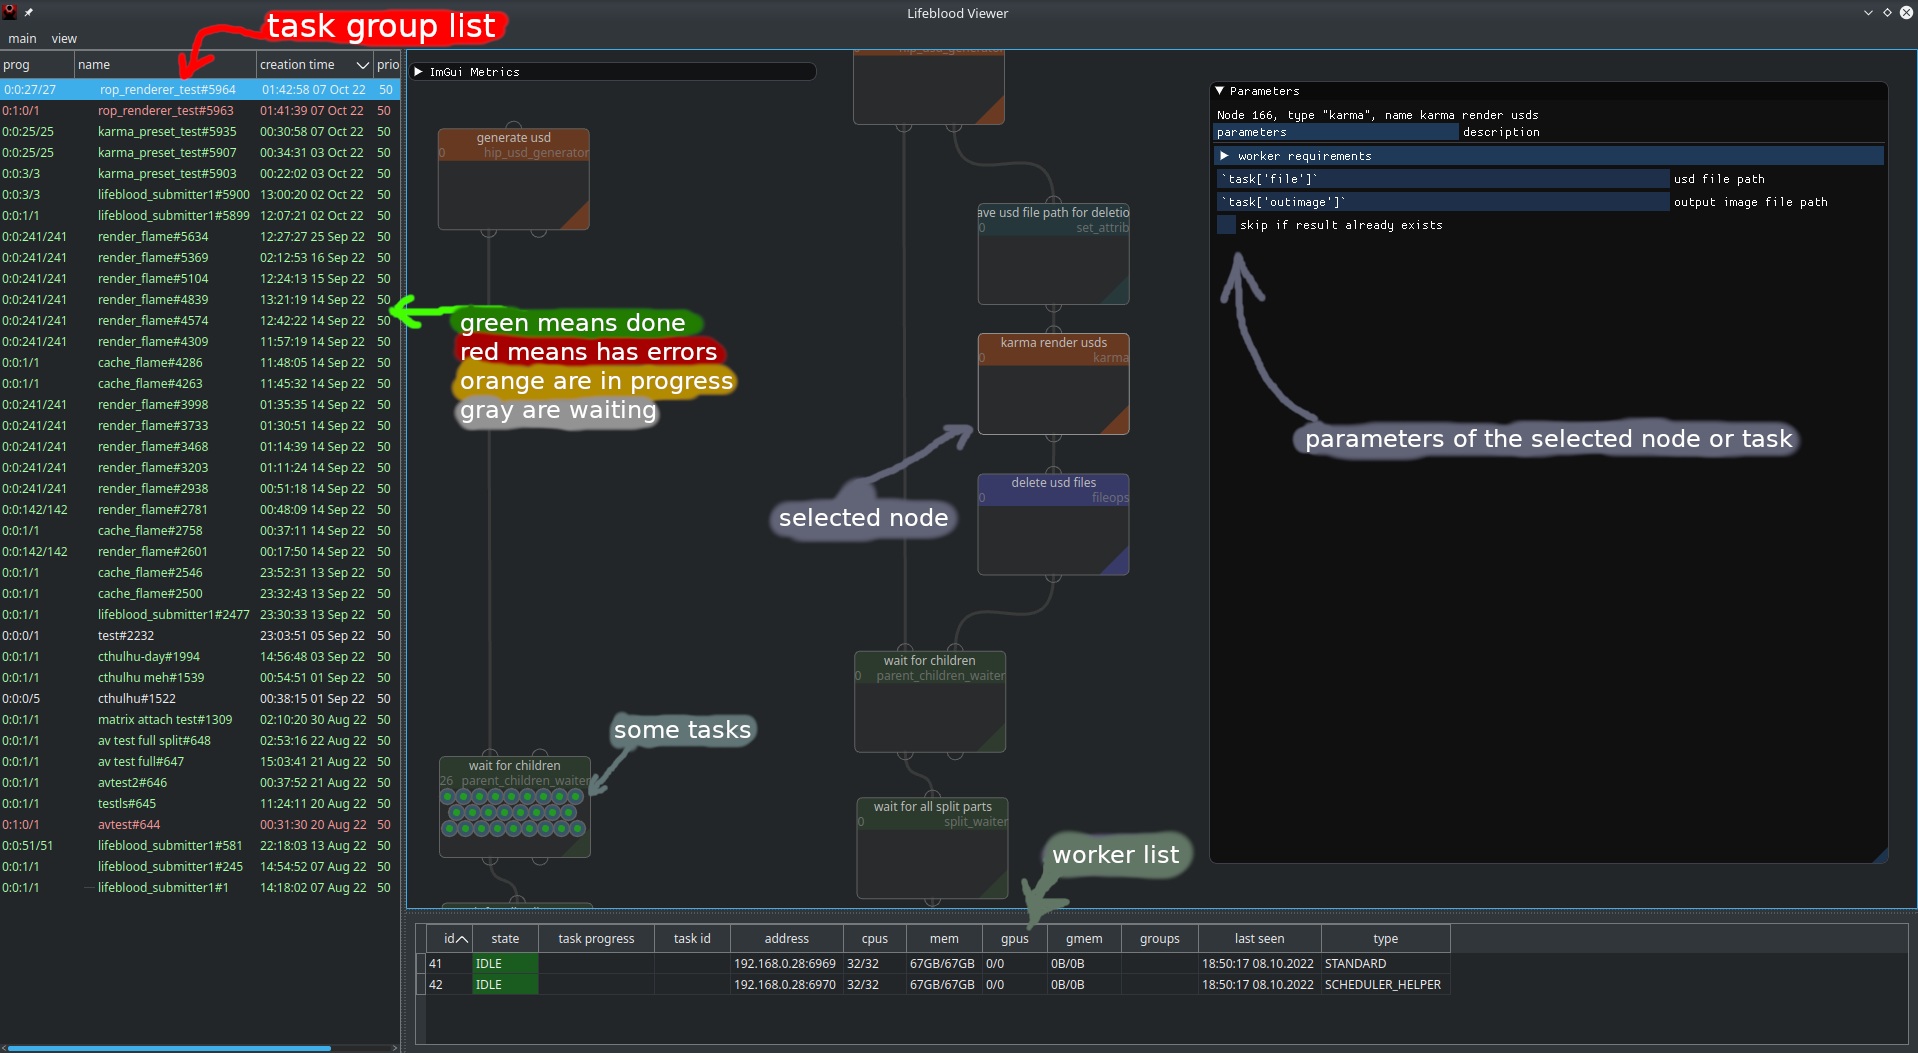 Lifeblood Viewer
main view
task group list
prog name creation time prio
0:0:27/27 rop_renderer_test#5964 01:42:58 07 Oct 22 50
0:1:0/1 rop_renderer_test#5963 01:41:39 07 Oct 22 50
0:0:25/25 karma_preset_test#5935 00:30:58 07 Oct 22 50
0:0:25/25 karma_preset_test#5907 00:34:31 03 Oct 22 50
0:0:3/3 karma_preset_test#5903 00:22:02 03 Oct 22 50
0:0:3/3 lifeblood_submitter1#5900 13:00:20 02 Oct 22 50
0:0:1/1 lifeblood_submitter1#5899 12:07:21 02 Oct 22 50
0:0:241/241 render_flame#5634 12:27:27 25 Sep 22 50
0:0:241/241 render_flame#5369 02:12:53 16 Sep 22 50
0:0:241/241 render_flame#5104 12:24:13 15 Sep 22 50
0:0:241/241 render_flame#4839 13:21:19 14 Sep 22 50
0:0:241/241 render_flame#4574 12:42:22 14 Sep 22 50
0:0:241/241 render_flame#4309 11:57:19 14 Sep 22 50
0:0:1/1 cache_flame#4286 11:48:05 14 Sep 22 50
0:0:1/1 cache_flame#4263 11:45:32 14 Sep 22 50
0:0:241/241 render_flame#3998 01:35:35 14 Sep 22 50
0:0:241/241 render_flame#3733 01:30:51 14 Sep 22 50
0:0:241/241 render_flame#3468 01:14:39 14 Sep 22 50
0:0:241/241 render_flame#3203 01:11:24 14 Sep 22 50
0:0:241/241 render_flame#2938 00:51:18 14 Sep 22 50
0:0:142/142 render_flame#2781 00:48:09 14 Sep 22 50
0:0:1/1 cache_flame#2758 00:37:11 14 Sep 22 50
0:0:142/142 render_flame#2601 00:17:50 14 Sep 22 50
0:0:1/1 cache_flame#2546 23:52:31 13 Sep 22 50
0:0:1/1 cache_flame#2500 23:32:43 13 Sep 22 50
0:0:1/1 lifeblood_submitter1#2477 23:30:33 13 Sep 22 50
0:0:0/1 test#2232 23:03:51 05 Sep 22 50
0:0:1/1 cthulhu-day#1994 14:56:48 03 Sep 22 50
0:0:1/1 cthulhu meh#1539 00:54:51 01 Sep 22 50
0:0:0/5 cthulhu#1522 00:38:15 01 Sep 22 50
0:0:1/1 matrix attach test#1309 02:10:20 30 Aug 22 50
0:0:1/1 av test full split#648 02:53:16 22 Aug 22 50
0:0:1/1 av test full#647 15:03:41 21 Aug 22 50
0:0:1/1 avtest2#646 00:37:52 21 Aug 22 50
0:0:1/1 testls#645 11:24:11 20 Aug 22 50
0:1:0/1 avtest#644 00:31:30 20 Aug 22 50
0:0:51/51 lifeblood_submitter1#581 22:18:03 13 Aug 22 50
0:0:1/1 lifeblood_submitter1#245 14:54:52 07 Aug 22 50
0:0:1/1 lifeblood_submitter1#1 14:18:02 07 Aug 22 50
ImGui Metrics
generate usd
0 hip_usd_generator
green means done
red means has errors
orange are in progress
gray are waiting
some tasks
wait for children
26 parent_children_waiter
0 hip_usd_generator
ave usd file path for deletio
0 set_attrib
karma render usds
0 karma
selected node
delete usd files
0 fileops
wait for children
0 parent_children_waiter
wait for all split parts
0 split_waiter
Parameters
Node 166, type "karma", name karma render usds
parameters description
worker requirements
`task['file']` usd file path
`task['outimage']` output image file path
skip if result already exists
parameters of the selected node or task
worker list
id state task progress task id address cpus mem gpus gmem groups last seen type
41 IDLE 192.168.0.28:6969 32/32 67GB/67GB 0/0 0B/0B 18:50:17 08.10.2022 STANDARD
42 IDLE 192.168.0.28:6970 32/32 67GB/67GB 0/0 0B/0B 18:50:17 08.10.2022 SCHEDULER_HELPER